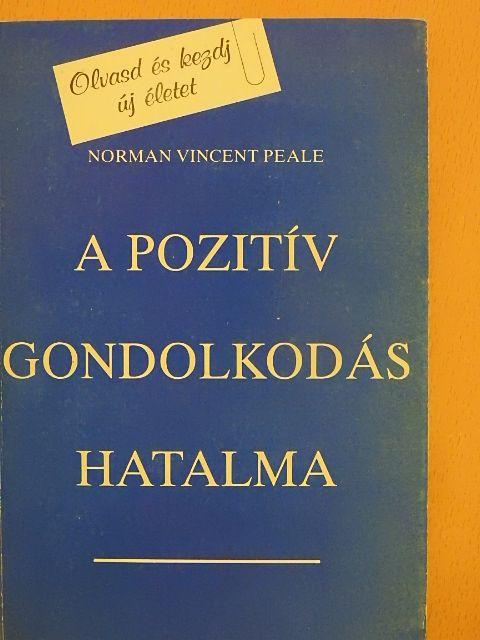 Olvasd és kezdj
új életet
NORMAN VINCENT PEALE
A POZITÍV
GONDOLKODÁS
HATALMA